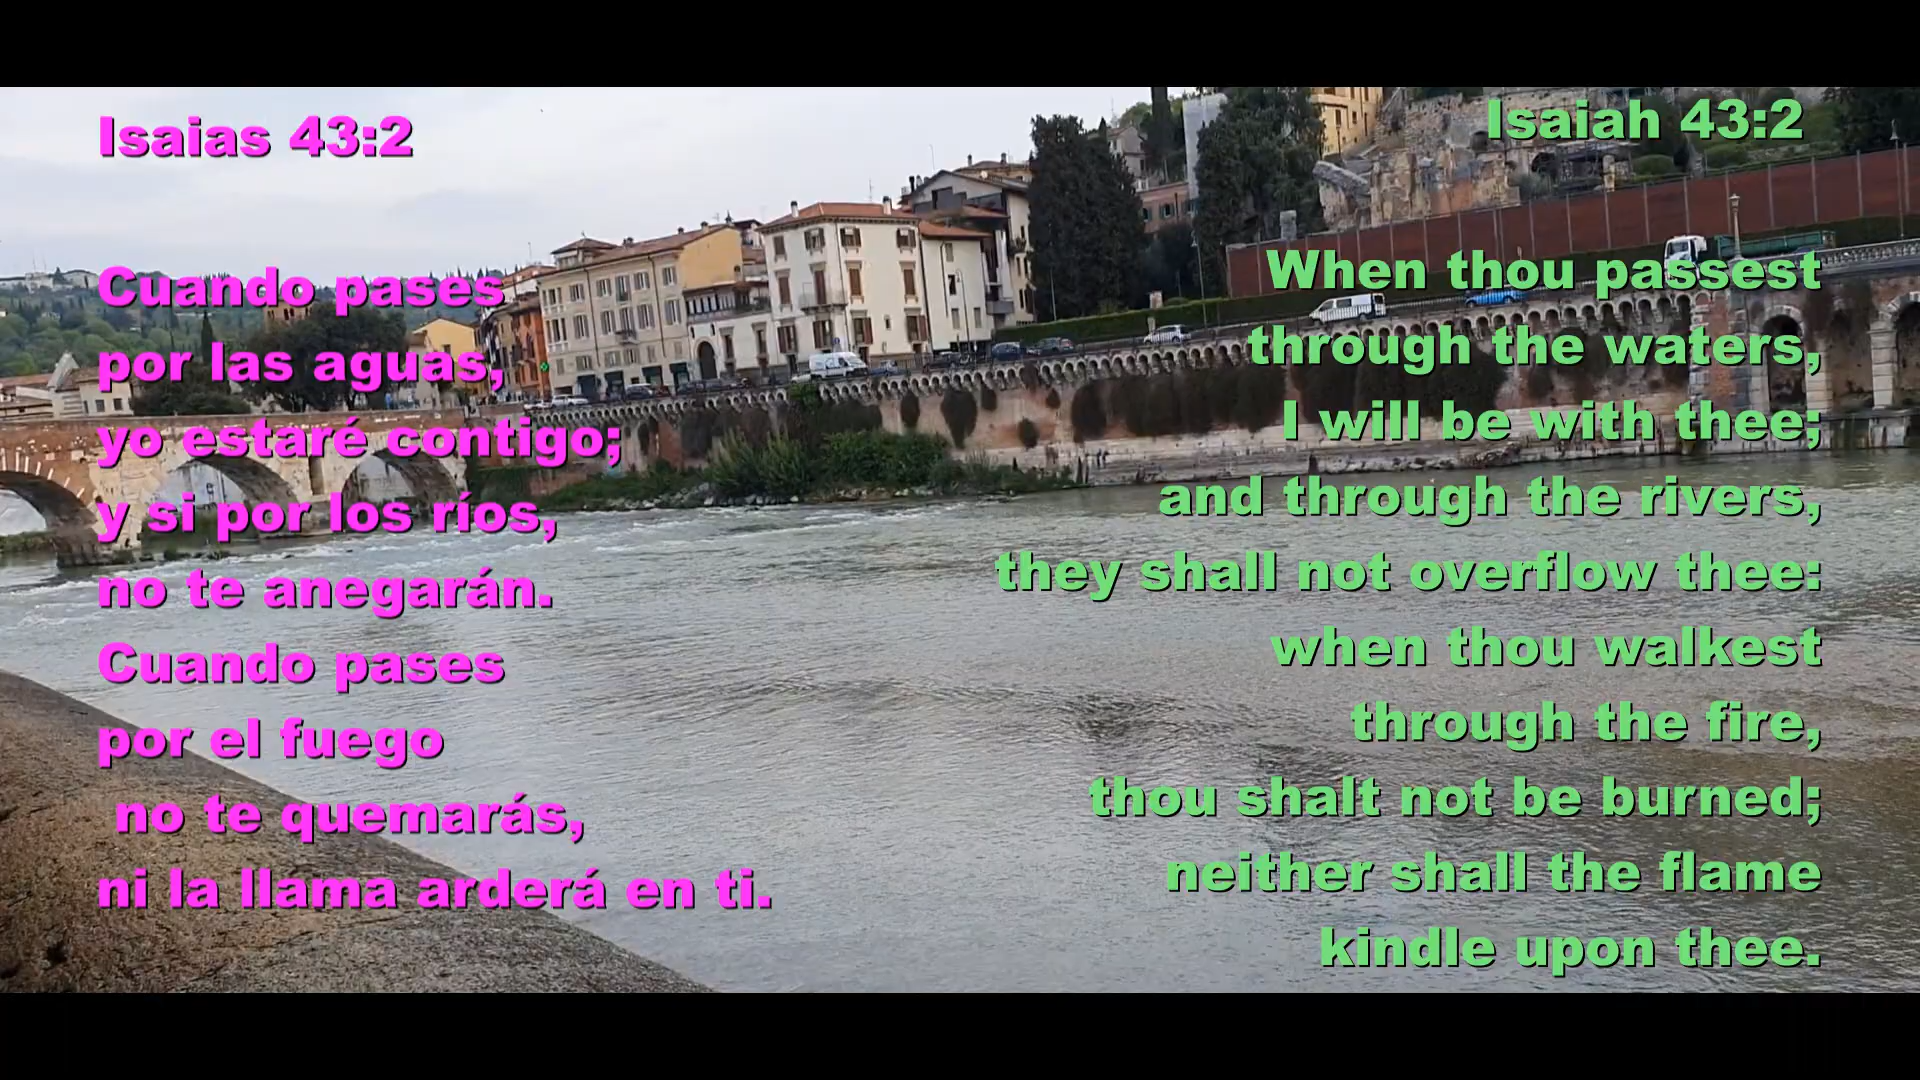 Isaias 43:2
Cuando pases
por las aguas,
yo estaré contigo;
y si por los ríos,
no te anegarán.
Cuando pases
por el fuego
no te quemarás,
ni la llama arderá en ti.
Isaiah 43:2
When thou passest
through the waters,
I will be with thee;
and through the rivers,
they shall not overflow thee:
when thou walkest
through the fire,
thou shalt not be burned;
neither shall the flame
kindle upon thee.